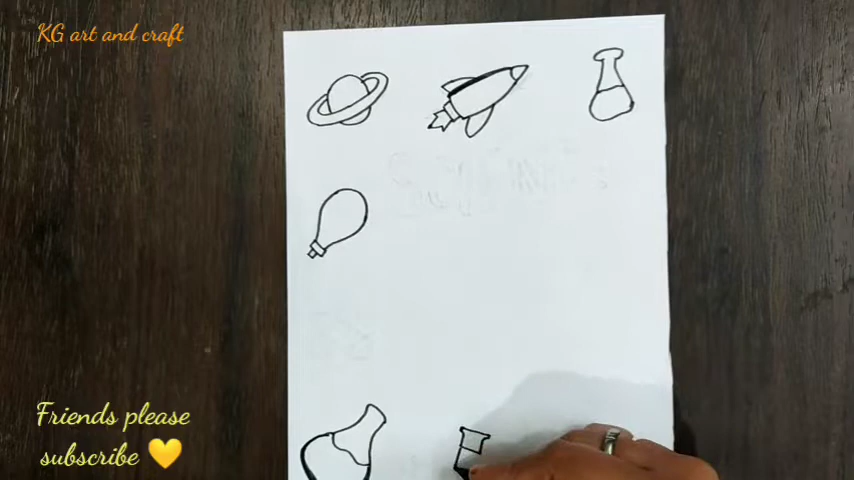 KG art and craft
Friends please
subscribe 💛